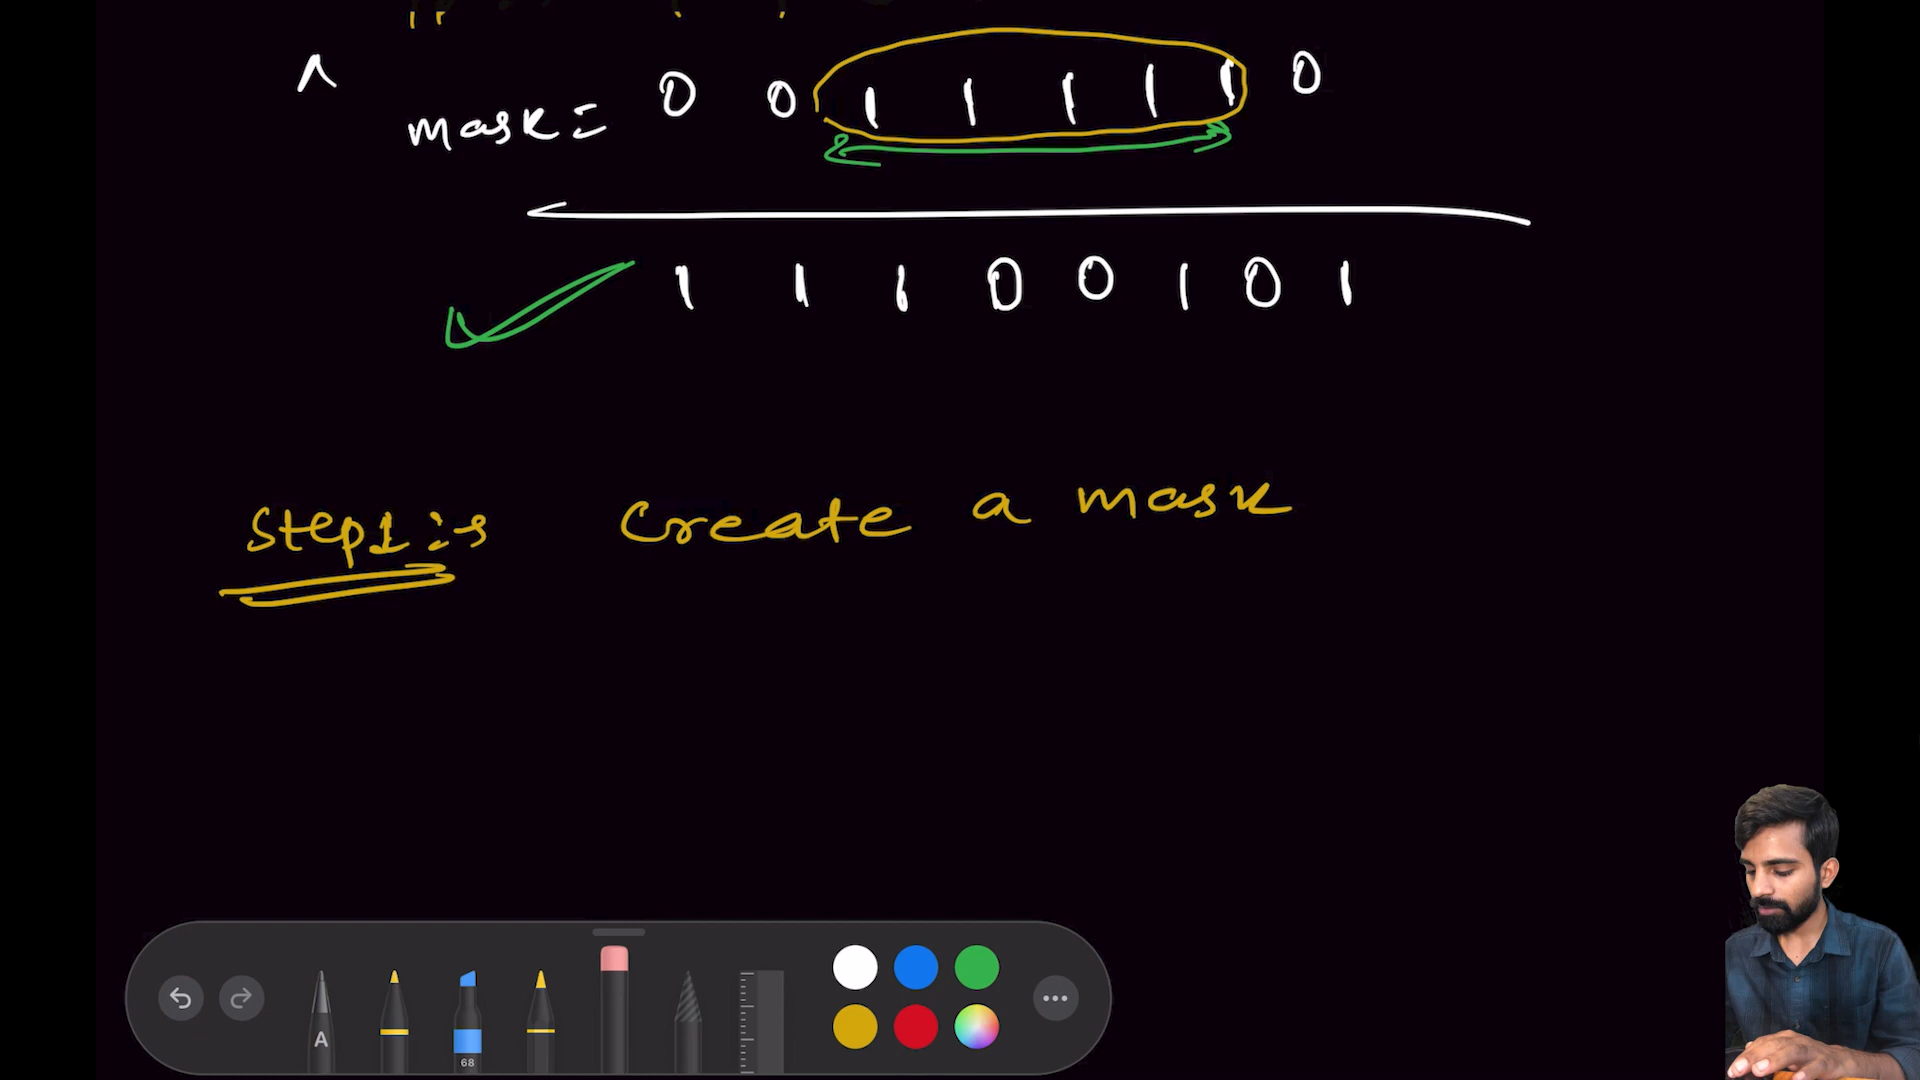 ^
mask= 0 0 1 1 1 1 1 0
1 1 1 0 0 1 0 1
Step1 :- Create a mask
A
68